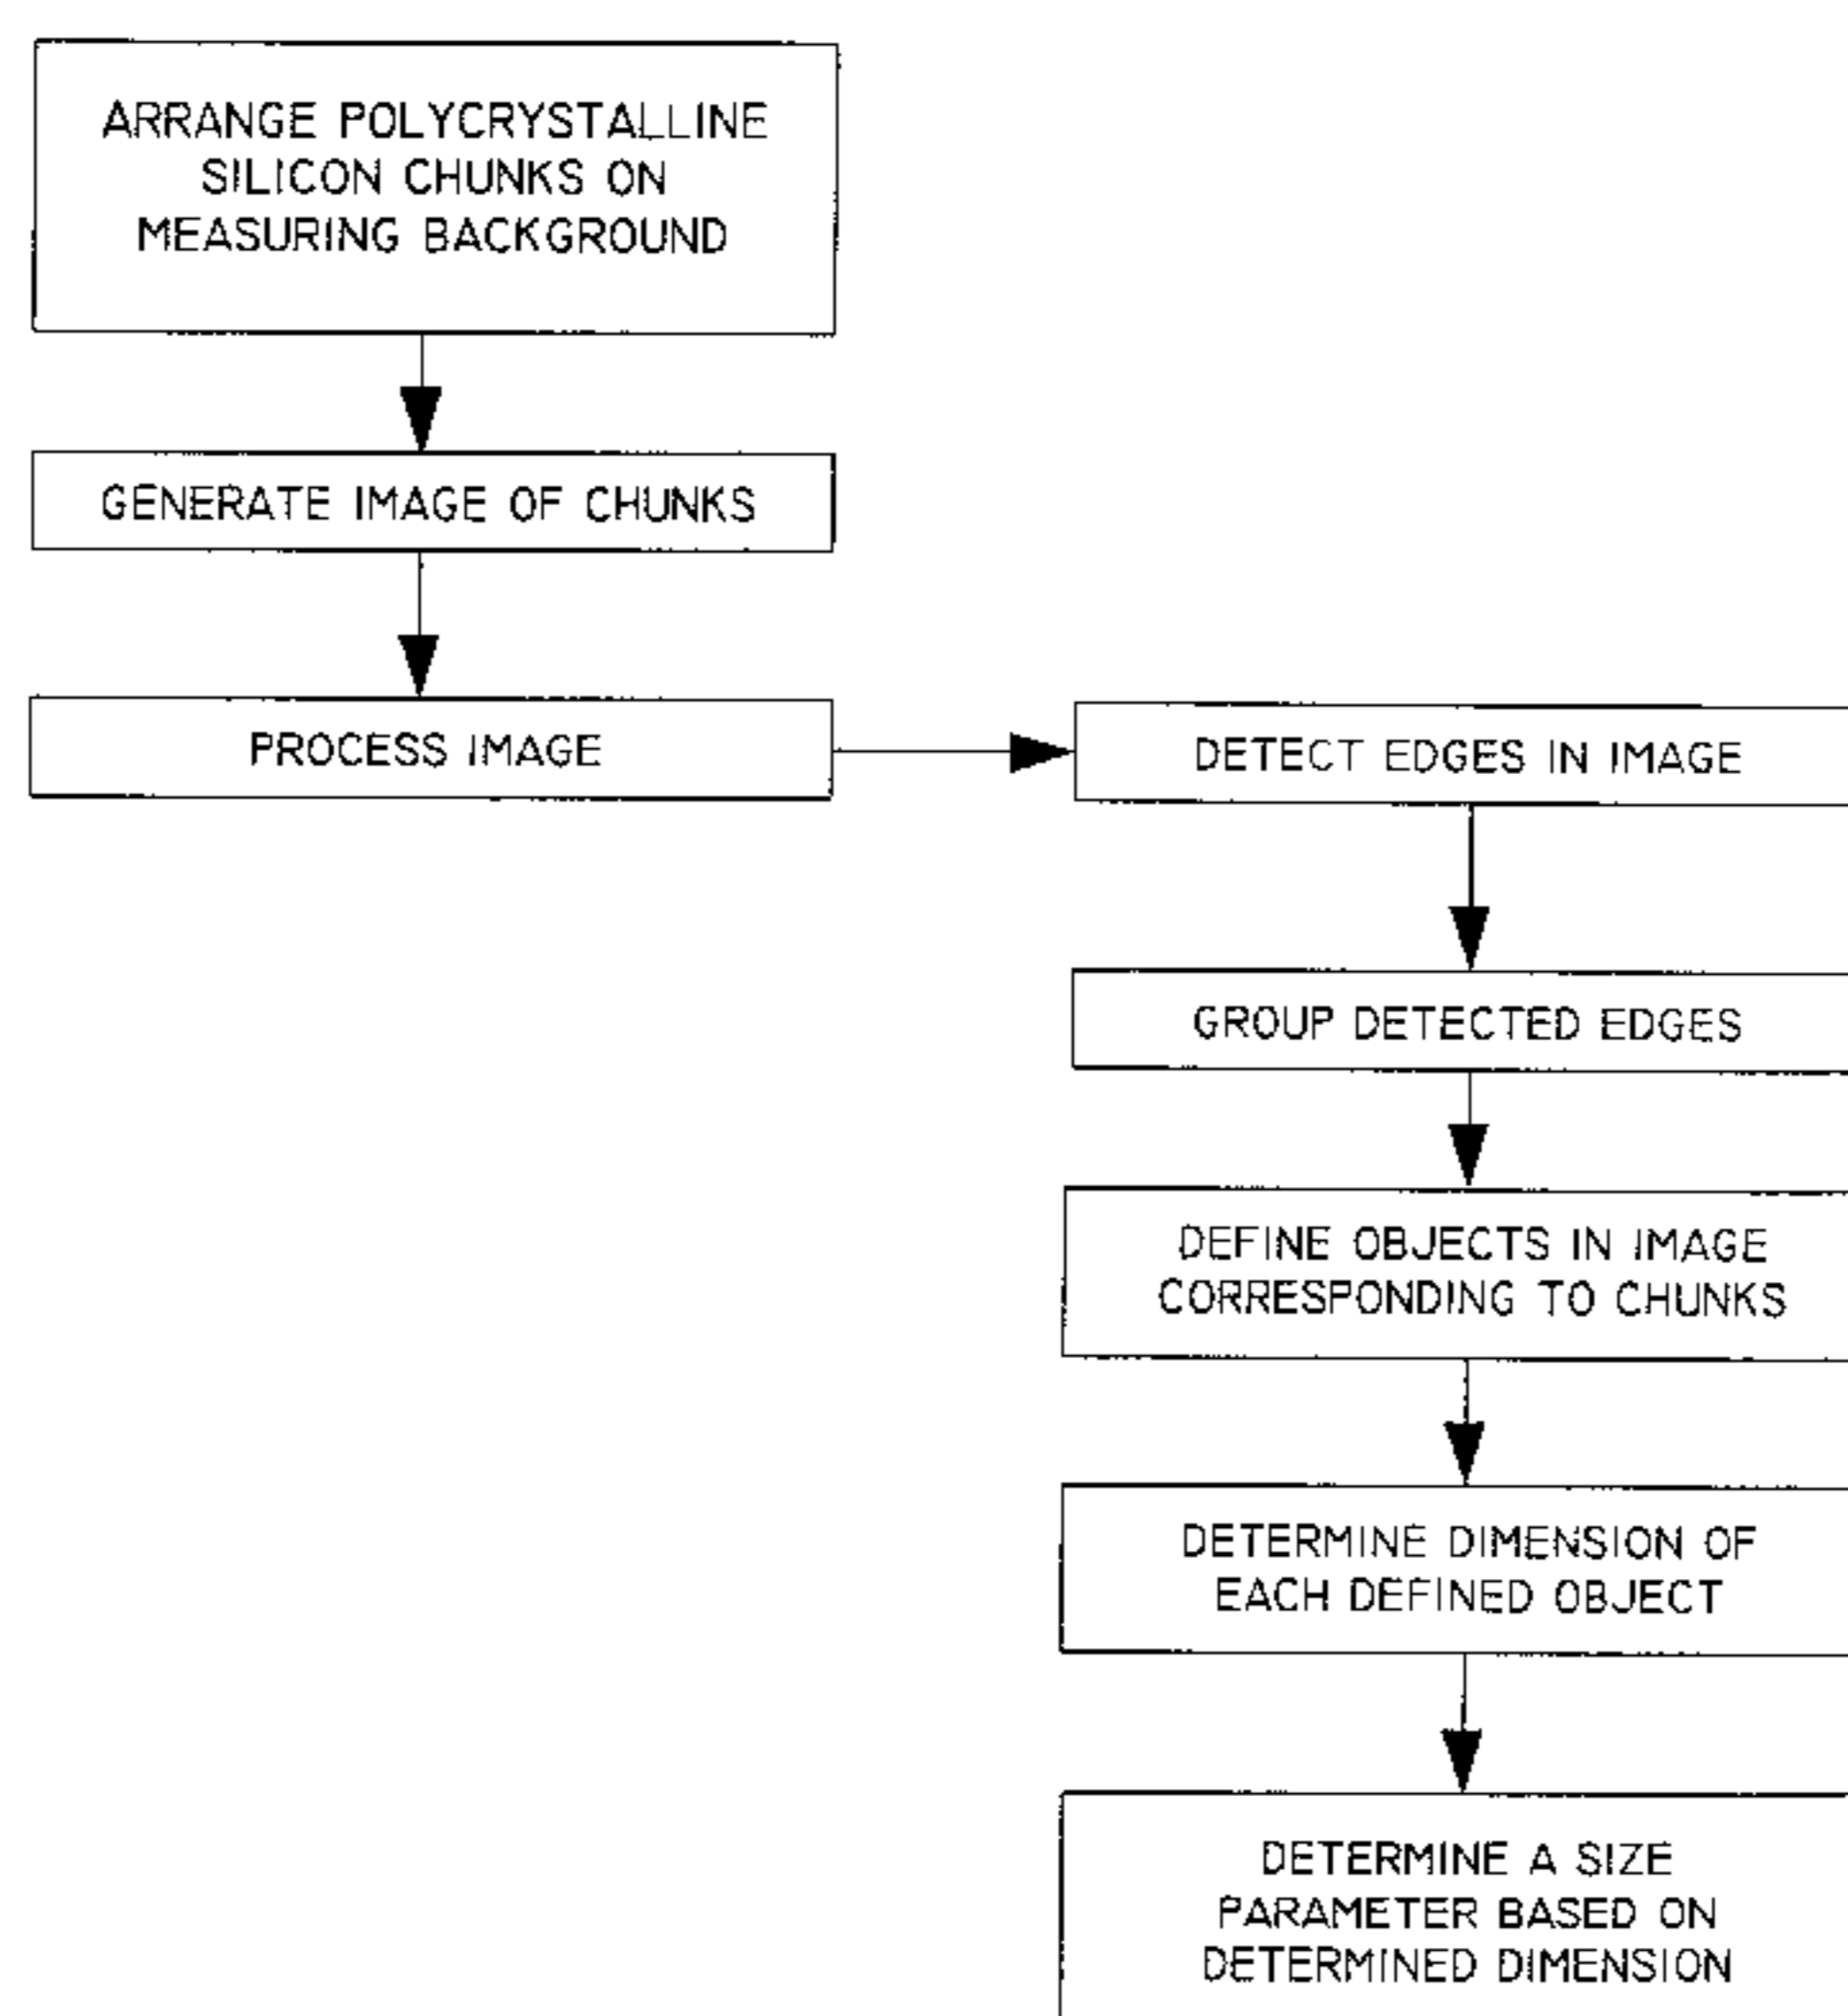 ARRANGE POLYCRYSTALLINE
SILICON CHUNKS ON
MEASURING BACKGROUND
GENERATE IMAGE OF CHUNKS
PROCESS IMAGE
DETECT EDGES IN IMAGE
GROUP DETECTED EDGES
DEFINE OBJECTS IN IMAGE
CORRESPONDING TO CHUNKS
DETERMINE DIMENSION OF
EACH DEFINED OBJECT
DETERMINE A SIZE
PARAMETER BASED ON
DETERMINED DIMENSION